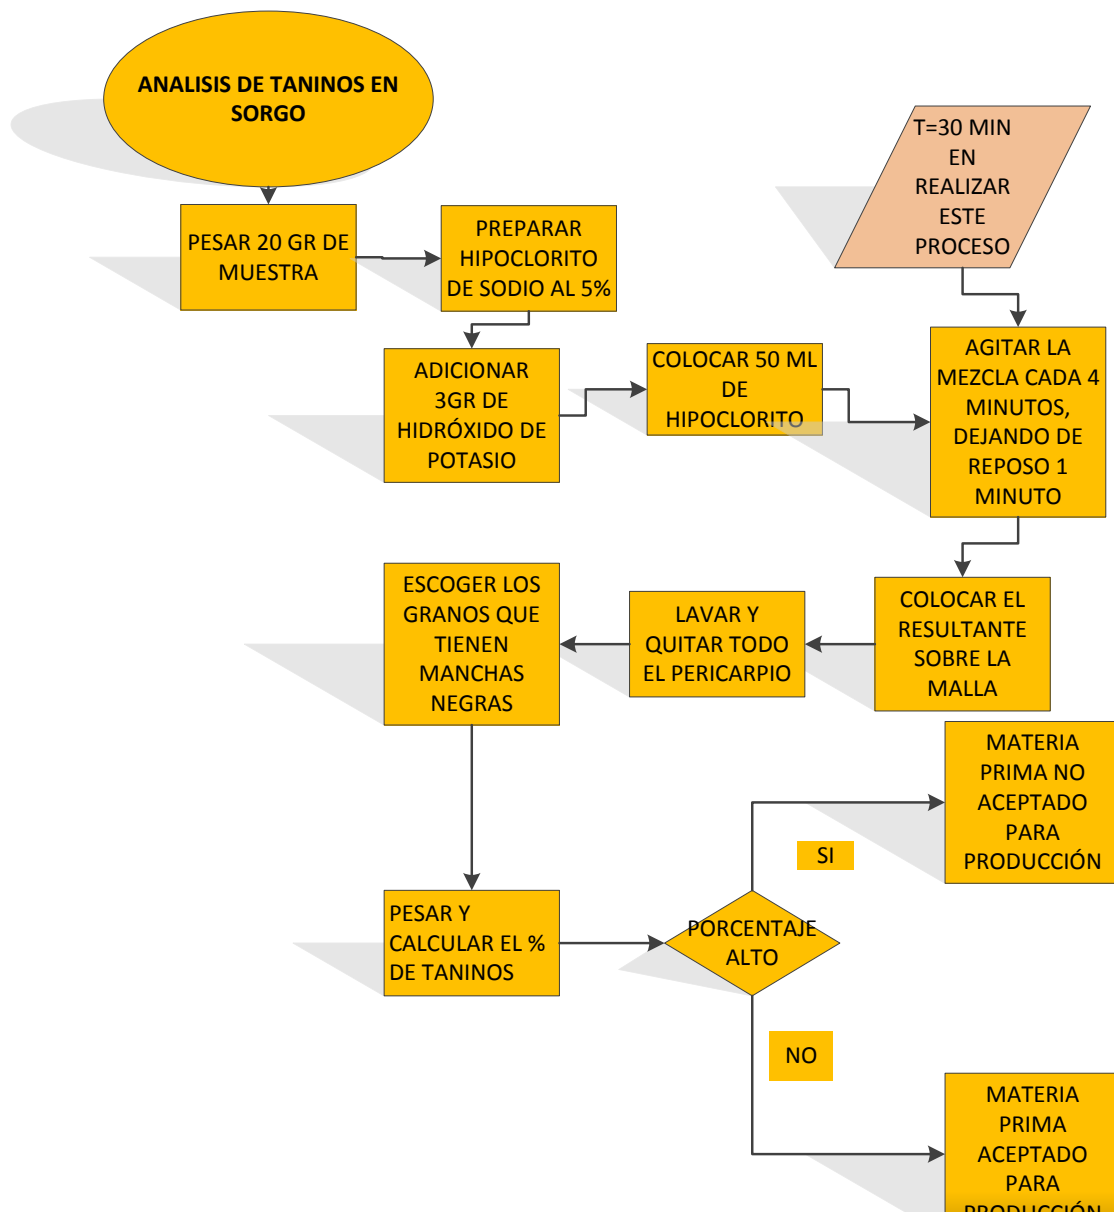 ANALISIS DE TANINOS EN
SORGO
PESAR 20 GR DE
MUESTRA
PREPARAR
HIPOCLORITO
DE SODIO AL 5%
ADICIONAR
3GR DE
HIDRÓXIDO DE
POTASIO
COLOCAR 50 ML
DE
HIPOCLORITO
T=30 MIN
EN
REALIZAR
ESTE
PROCESO
AGITAR LA
MEZCLA CADA 4
MINUTOS,
DEJANDO DE
REPOSO 1
MINUTO
COLOCAR EL
RESULTANTE
SOBRE LA
MALLA
LAVAR Y
QUITAR TODO
EL PERICARPIO
ESCOGER LOS
GRANOS QUE
TIENEN
MANCHAS
NEGRAS
PESAR Y
CALCULAR EL %
DE TANINOS
PORCENTAJE
ALTO
SI
MATERIA
PRIMA NO
ACEPTADO
PARA
PRODUCCIÓN
NO
MATERIA
PRIMA
ACEPTADO
PARA
PRODUCCIÓN